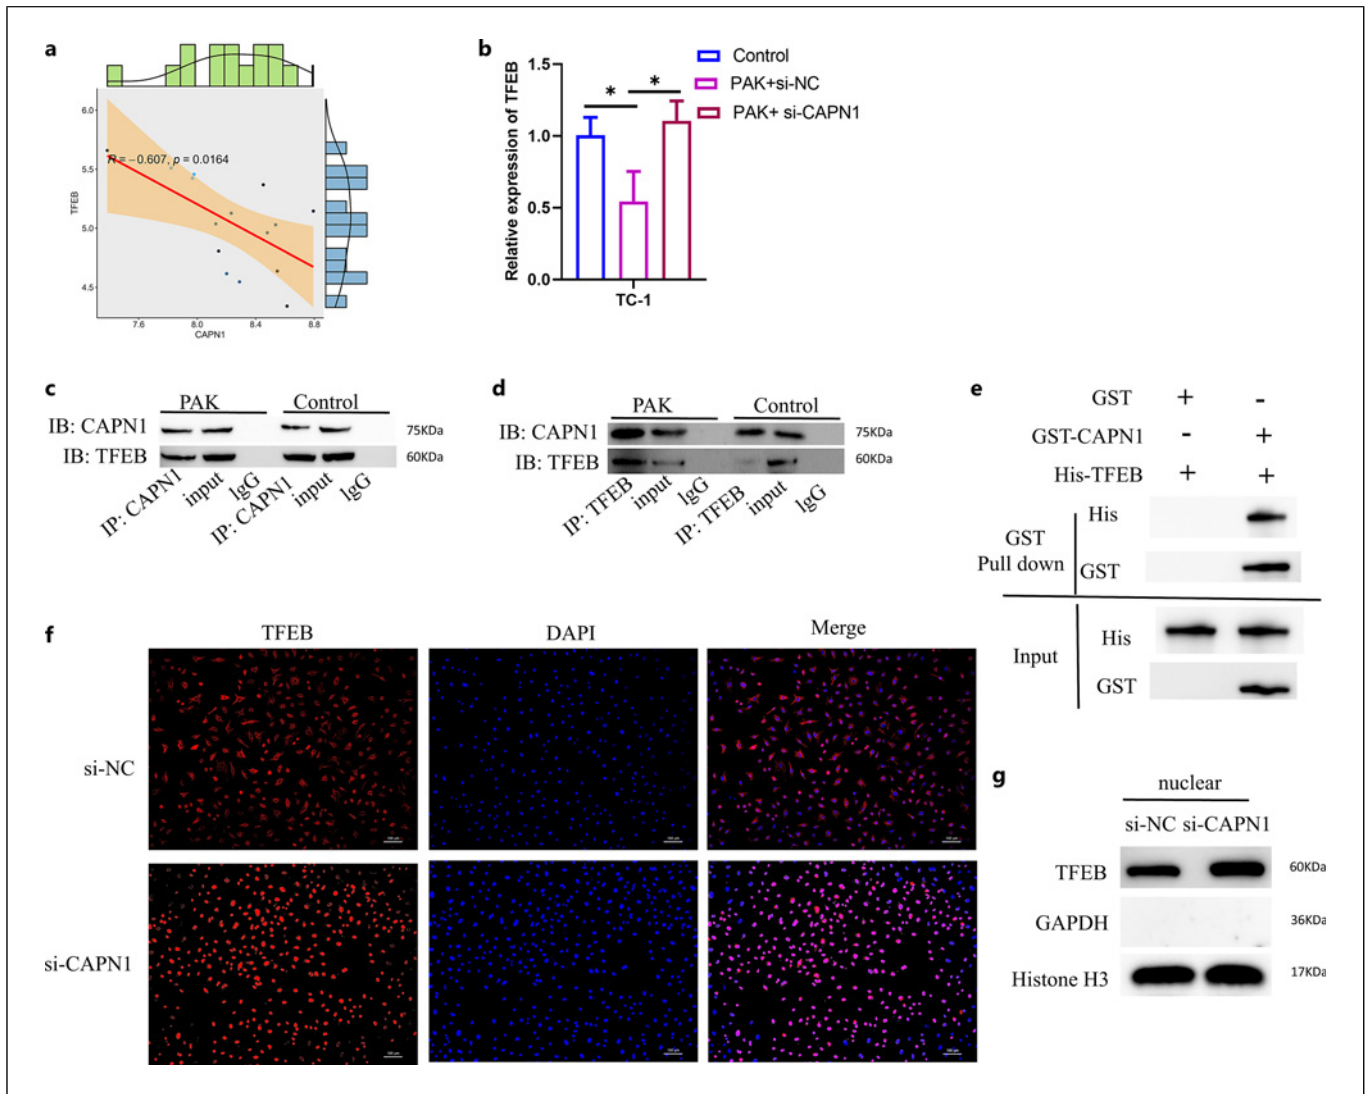 a
6.0
5.5
5.0
4.5
TFEB
R = −0.607, p = 0.0164
7.6 8.0 8.4 8.8
CAPN1
b
Relative expression of TFEB
1.5
1.0
0.5
0.0
* *
TC-1
Control
PAK+si-NC
PAK+ si-CAPN1
c
PAK Control
IB: CAPN1 75KDa
IB: TFEB 60KDa
IP: CAPN1 input IgG IP: CAPN1 input IgG
d
PAK Control
IB: CAPN1 75KDa
IB: TFEB 60KDa
IP: TFEB input IgG IP: TFEB input IgG
e
GST + -
GST-CAPN1 - +
His-TFEB + +
GST
Pull down
His
GST
Input
His
GST
f
TFEB DAPI Merge
si-NC
si-CAPN1
g
nuclear
si-NC si-CAPN1
TFEB 60KDa
GAPDH 36KDa
Histone H3 17KDa